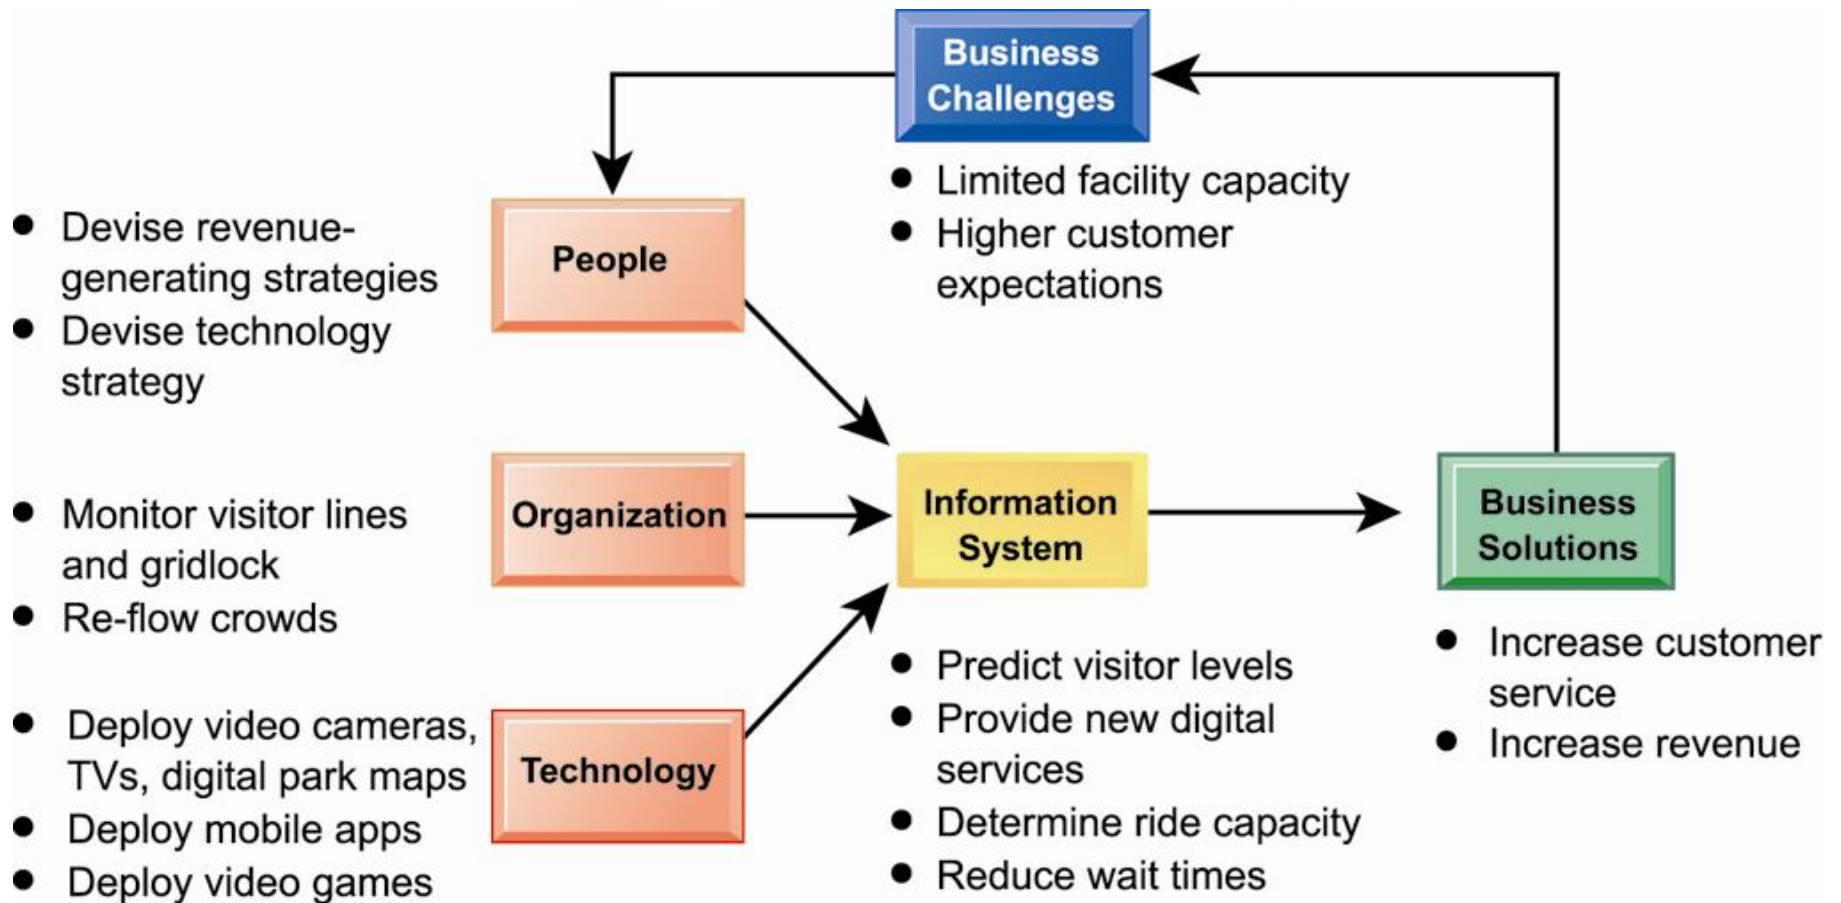 Business
Challenges
● Limited facility capacity
● Higher customer
expectations
● Devise revenue-
generating strategies
● Devise technology
strategy
People
● Monitor visitor lines
and gridlock
● Re-flow crowds
Organization
● Deploy video cameras,
TVs, digital park maps
● Deploy mobile apps
● Deploy video games
Technology
Information
System
● Predict visitor levels
● Provide new digital
services
● Determine ride capacity
● Reduce wait times
Business
Solutions
● Increase customer
service
● Increase revenue